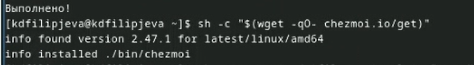 Выполнено!
[kdfilipjeva@kdfilipjeva ~]$ sh -c "$(wget -qO- chezmoi.io/get)"
info found version 2.47.1 for latest/linux/amd64
info installed ./bin/chezmoi